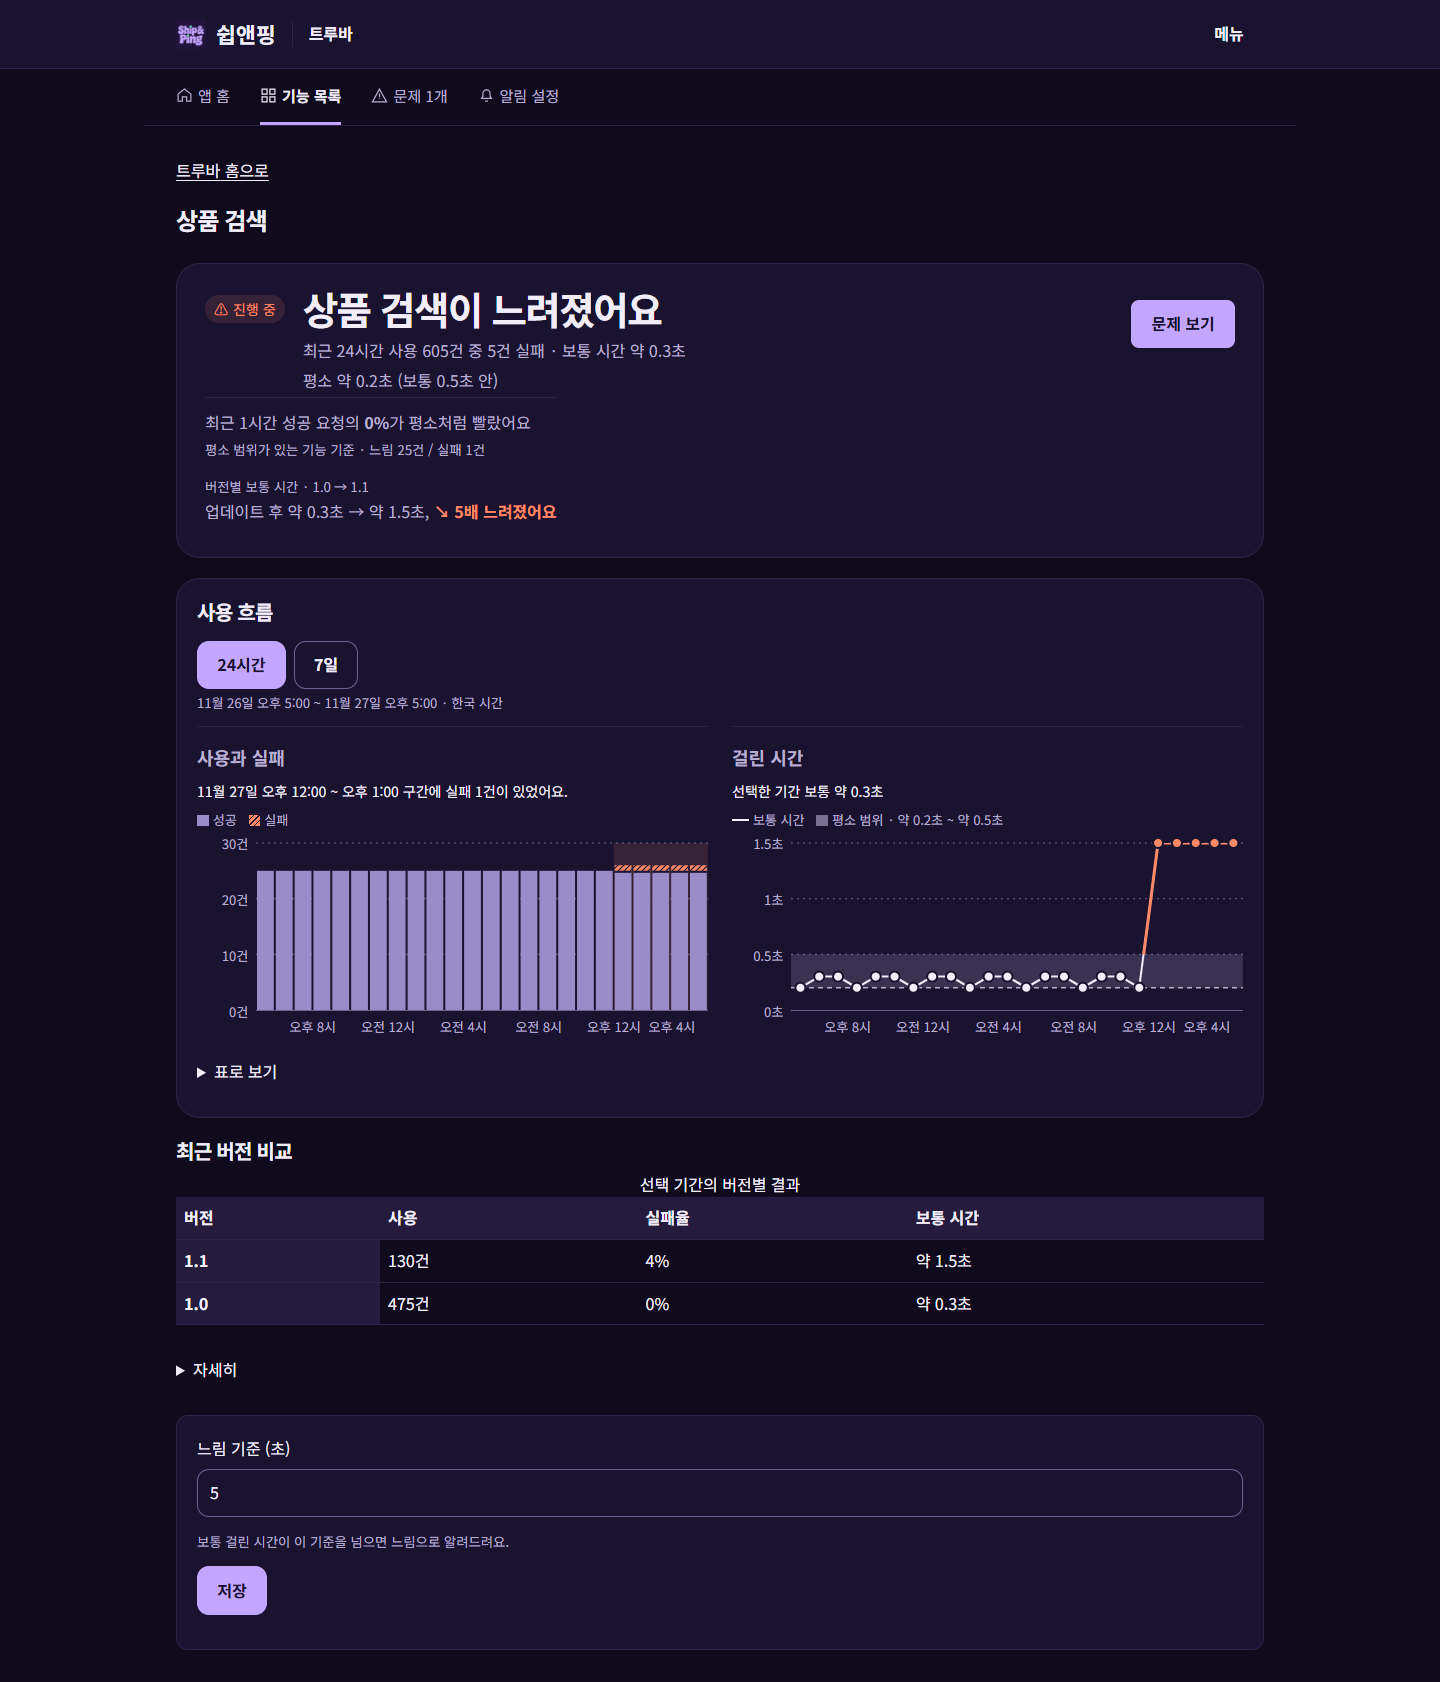 Ship&
Ping
쉽앤핑
트루바
메뉴
앱 홈
기능 목록
문제 1개
알림 설정
트루바 홈으로
상품 검색
진행 중
상품 검색이 느려졌어요
문제 보기
최근 24시간 사용 605건 중 5건 실패 · 보통 시간 약 0.3초
평소 약 0.2초 (보통 0.5초 안)
최근 1시간 성공 요청의 0%가 평소처럼 빨랐어요
평소 범위가 있는 기능 기준 · 느림 25건 / 실패 1건
버전별 보통 시간 · 1.0 → 1.1
업데이트 후 약 0.3초 → 약 1.5초, ↘ 5배 느려졌어요
사용 흐름
24시간
7일
11월 26일 오후 5:00 ~ 11월 27일 오후 5:00 · 한국 시간
사용과 실패
11월 27일 오후 12:00 ~ 오후 1:00 구간에 실패 1건이 있었어요.
성공
실패
30건
20건
10건
0건
오후 8시
오전 12시
오전 4시
오전 8시
오후 12시
오후 4시
걸린 시간
선택한 기간 보통 약 0.3초
보통 시간
평소 범위 · 약 0.2초 ~ 약 0.5초
1.5초
1초
0.5초
0초
오후 8시
오전 12시
오전 4시
오전 8시
오후 12시
오후 4시
▶ 표로 보기
최근 버전 비교
선택 기간의 버전별 결과
버전 사용 실패율 보통 시간
1.1 130건 4% 약 1.5초
1.0 475건 0% 약 0.3초
▶ 자세히
느림 기준 (초)
5
보통 걸린 시간이 이 기준을 넘으면 느림으로 알려드려요.
저장